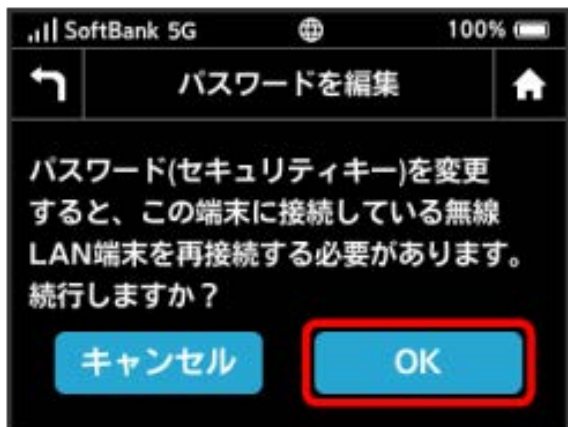 SoftBank 5G 100%
パスワードを編集
パスワード(セキュリティキー)を変更
すると、この端末に接続している無線
LAN端末を再接続する必要があります。
続行しますか？
キャンセル OK